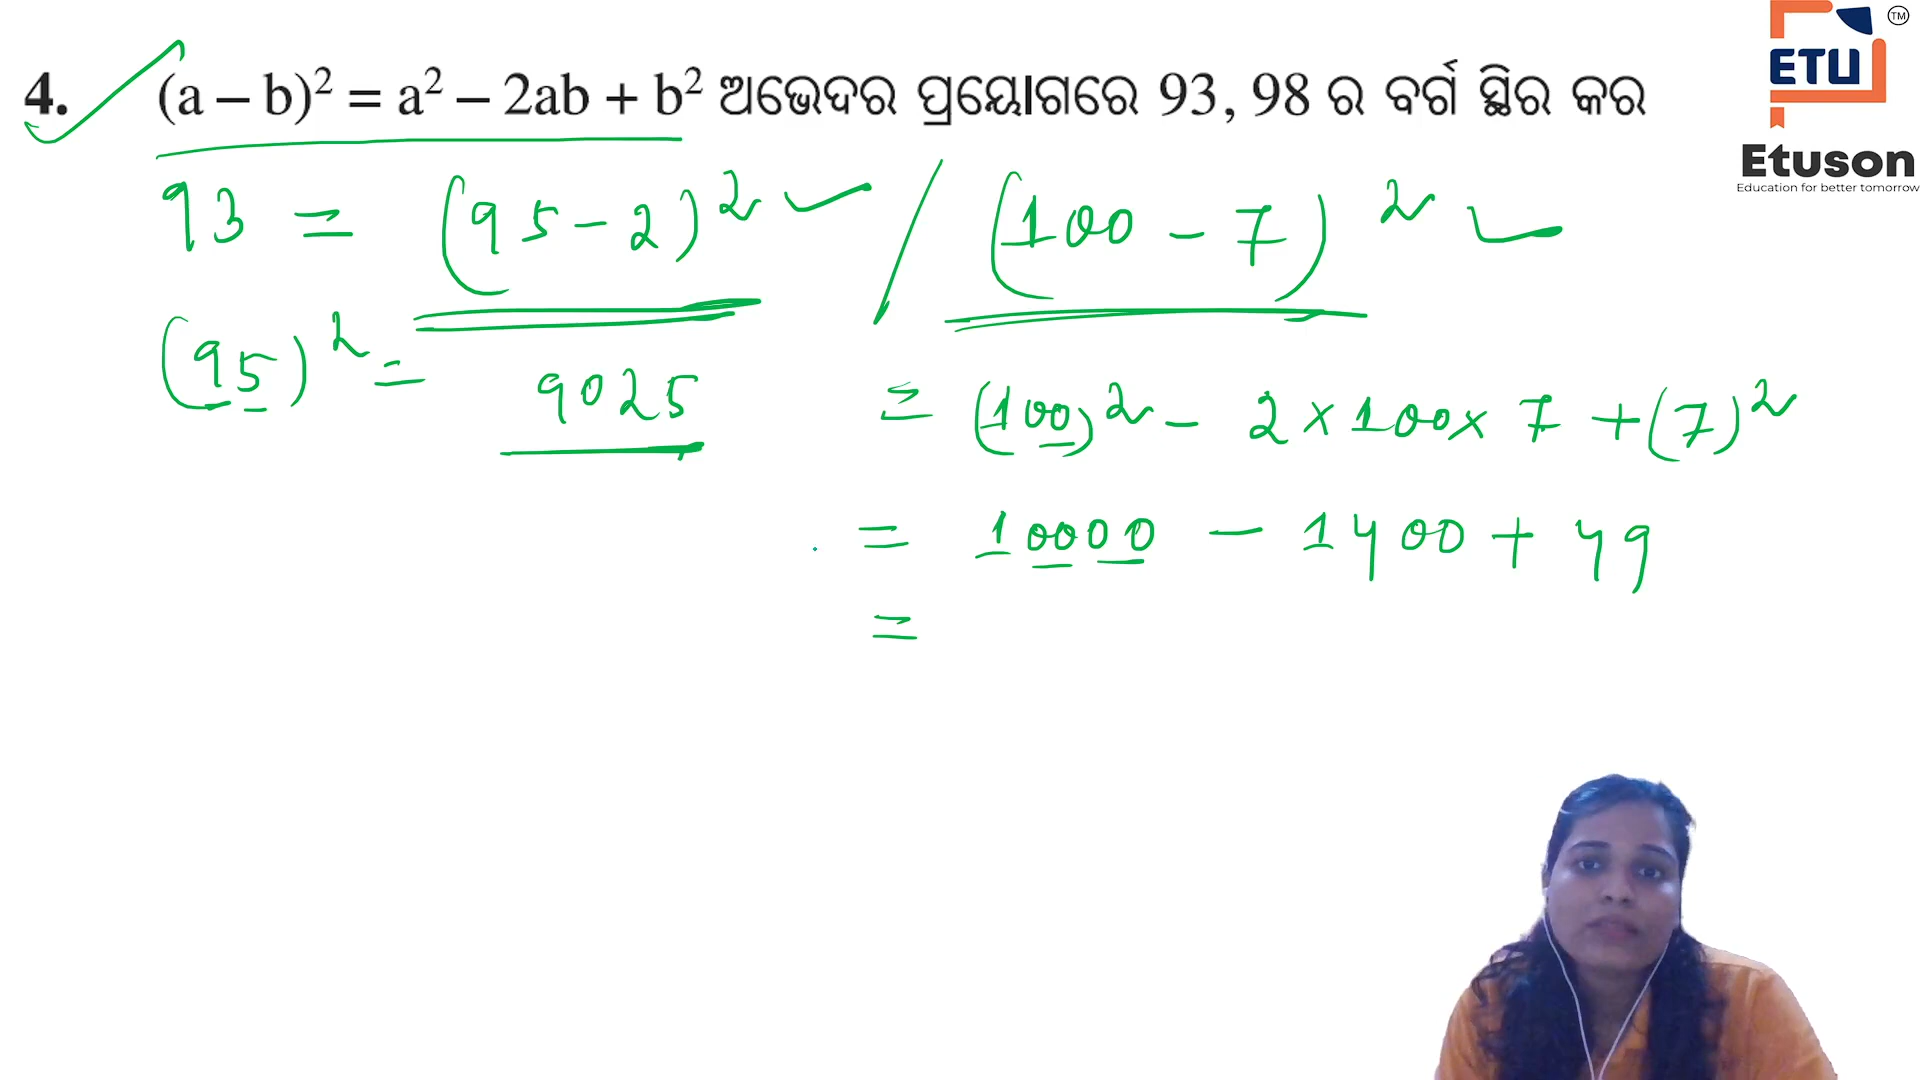 4. (a – b)² = a² – 2ab + b² ଅଭେଦର ପ୍ରୟୋଗରେ 93, 98 ର ବର୍ଗ ସ୍ଥିର କର
ETU
TM
Etuson
Education for better tomorrow
93 = (95-2)² / (100 - 7)²
(95)² = 9025
= (100)² - 2 × 100 × 7 + (7)²
= 10000 - 1400 + 49
=